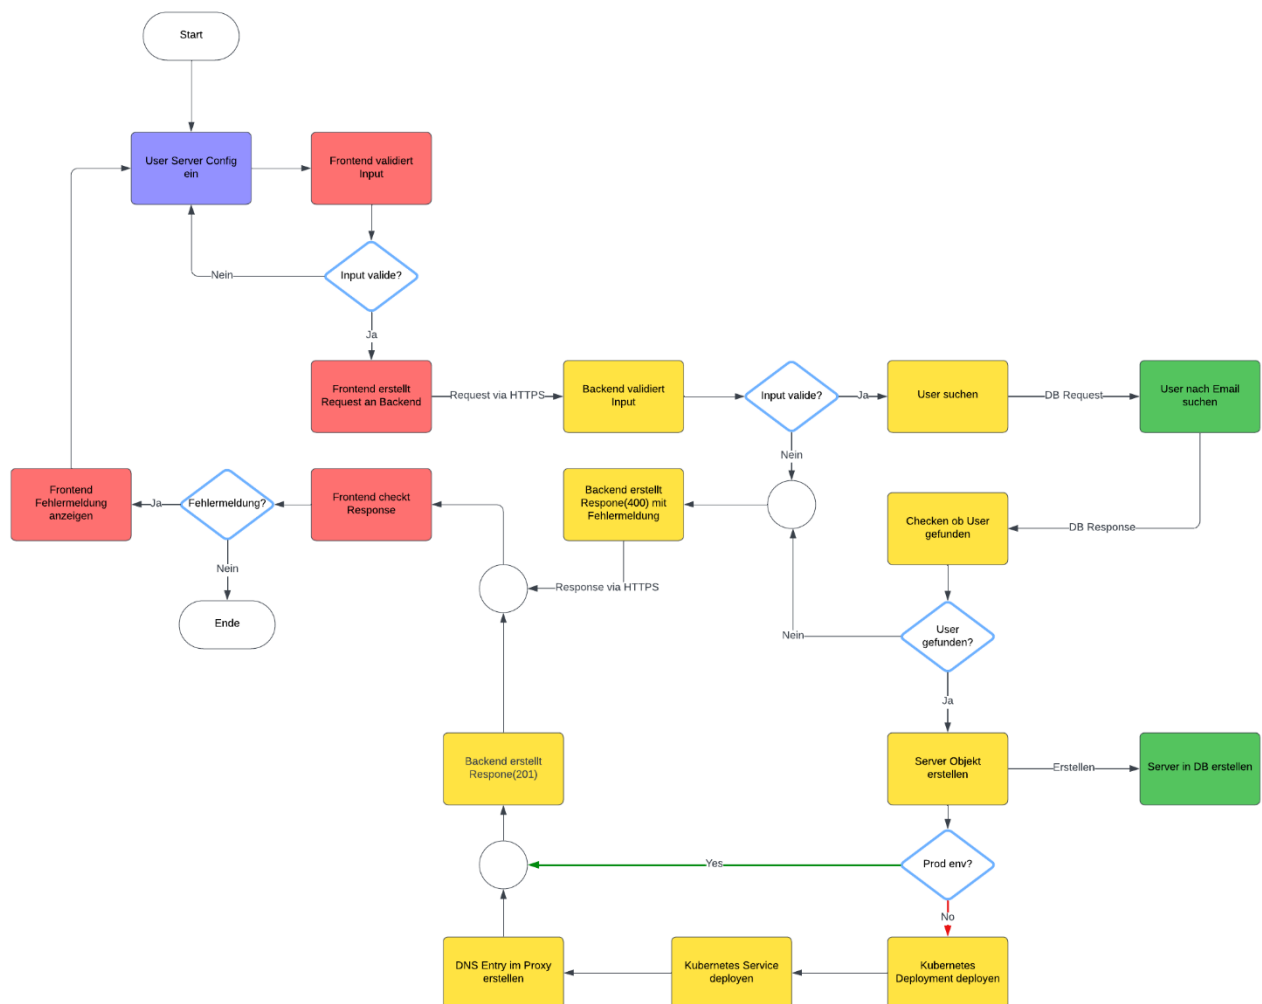 Start
User Server Config
ein
Frontend validiert
Input
Input valide?
Nein
Ja
Frontend erstellt
Request an Backend
Request via HTTPS
Backend validiert
Input
Input valide?
Ja
User suchen
DB Request
User nach Email
suchen
Nein
Frontend
Fehlermeldung
anzeigen
Ja
Fehlermeldung?
Frontend checkt
Response
Backend erstellt
Respone(400) mit
Fehlermeldung
Checken ob User
gefunden
DB Response
Nein
Response via HTTPS
Ende
Nein
User
gefunden?
Ja
Backend erstellt
Respone(201)
Server Objekt
erstellen
Erstellen
Server in DB erstellen
Yes
Prod env?
No
DNS Entry im Proxy
erstellen
Kubernetes Service
deployen
Kubernetes
Deployment deployen